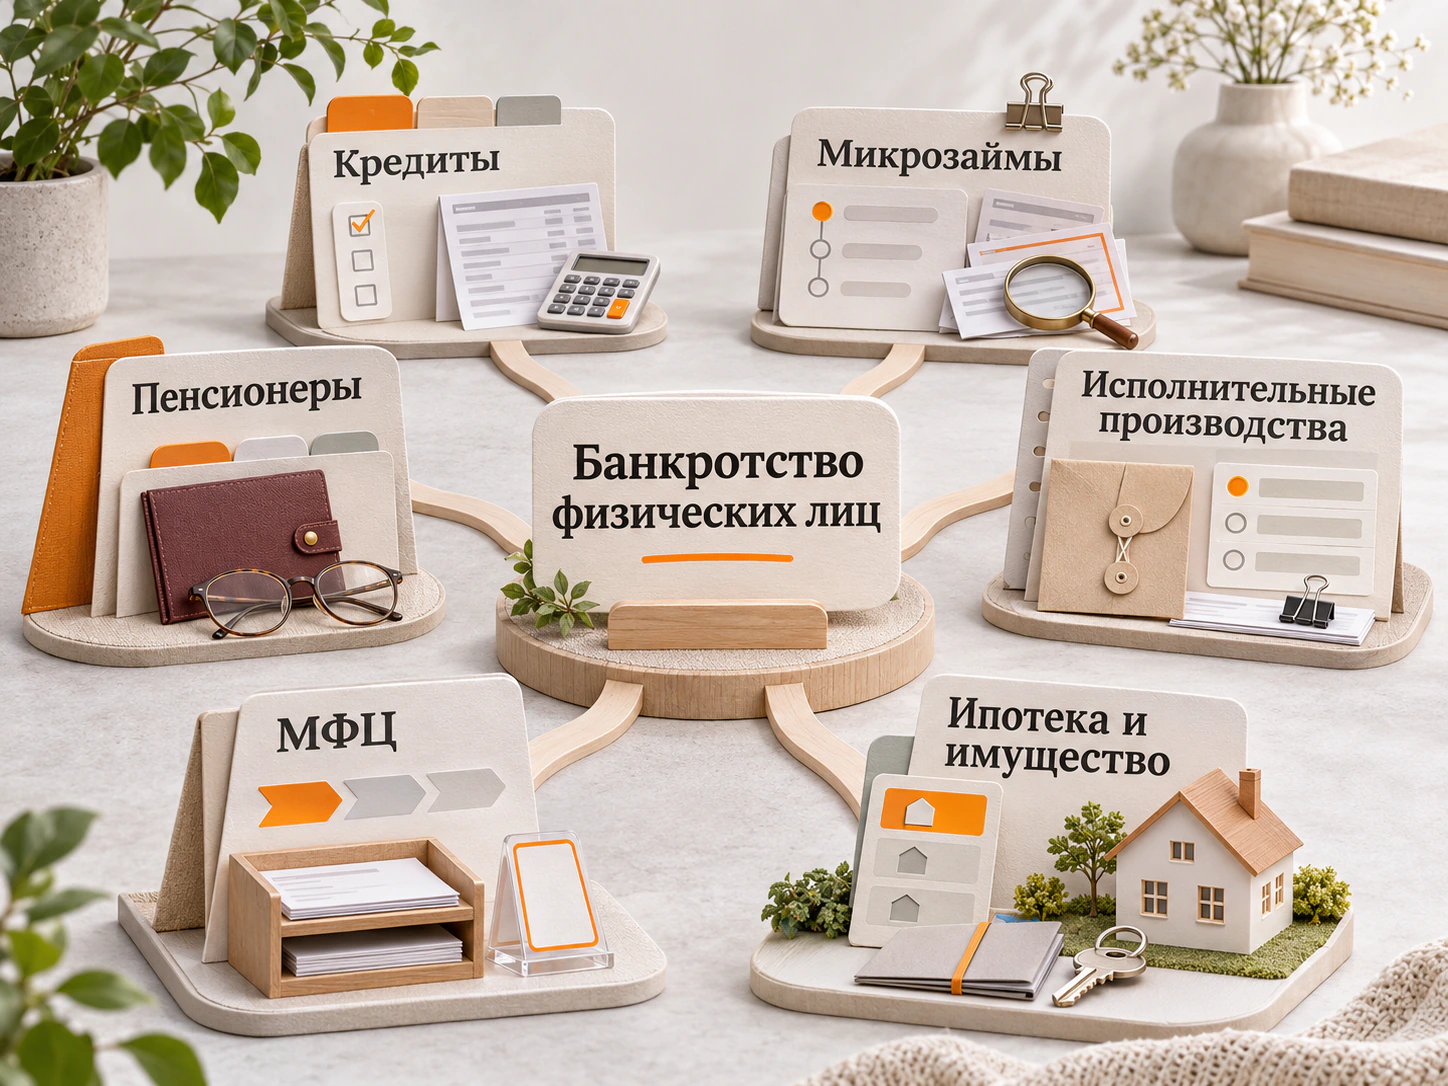 Кредиты
Микрозаймы
Пенсионеры
Исполнительные
производства
Банкротство
физических лиц
МФЦ
Ипотека и
имущество